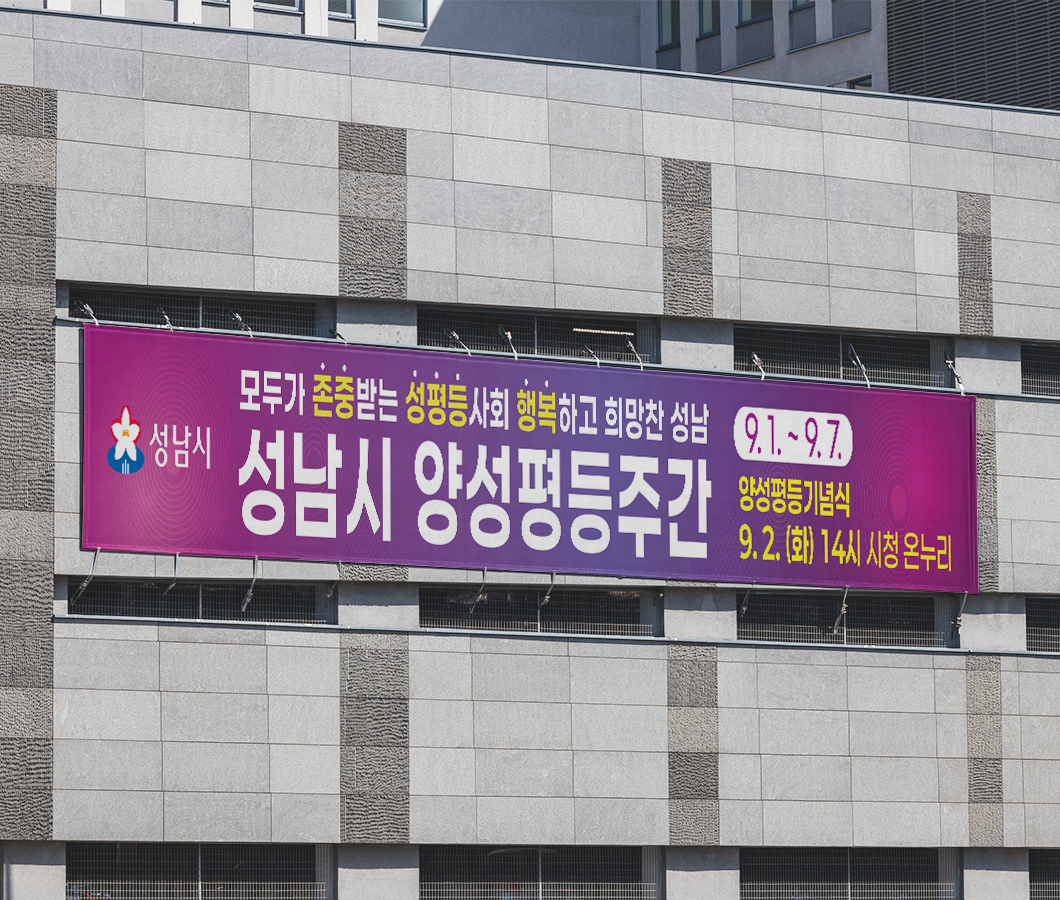 성남시
모두가 존중받는 성평등사회 행복하고 희망찬 성남
성남시 양성평등주간
9.1.~9.7.
양성평등기념식
9. 2. (화) 14시 시청 온누리